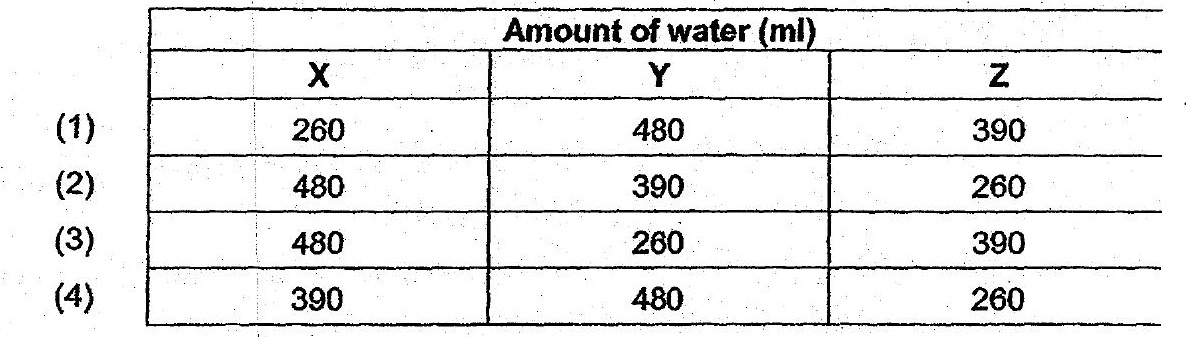 Amount of water (ml)
X Y Z
(1) 260 480 390
(2) 480 390 260
(3) 480 260 390
(4) 390 480 260